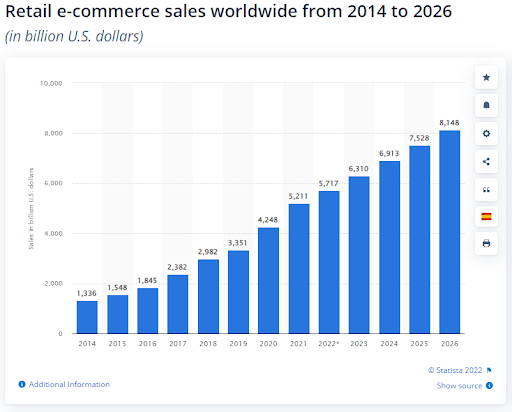 Retail e-commerce sales worldwide from 2014 to 2026
(in billion U.S. dollars)
Sales in billion U.S. dollars
10,000
8,000
6,000
4,000
2,000
0
1,336
1,548
1,845
2,382
2,982
3,351
4,248
5,211
5,717
6,310
6,913
7,528
8,148
2014 2015 2016 2017 2018 2019 2020 2021 2022* 2023 2024 2025 2026
© Statista 2022
Additional Information
Show source